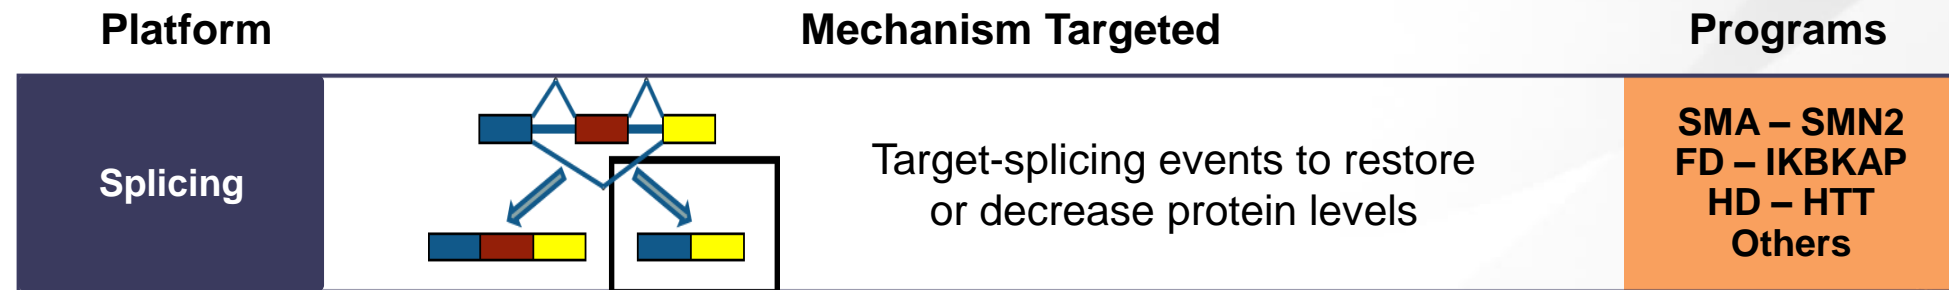 Platform
Mechanism Targeted
Programs
Splicing
Target-splicing events to restore
or decrease protein levels
SMA – SMN2
FD – IKBKAP
HD – HTT
Others